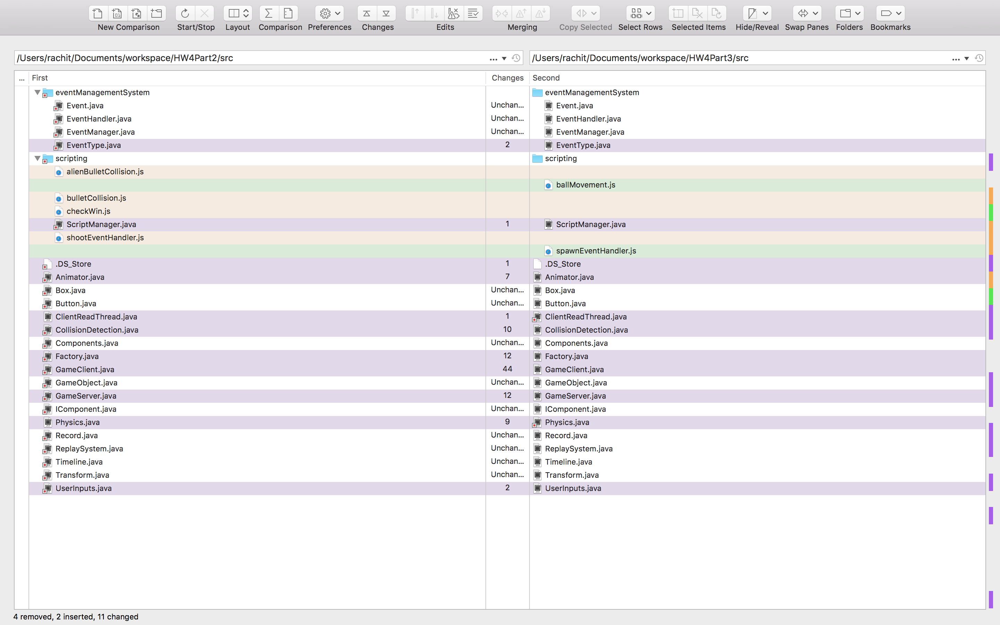 New Comparison Start/Stop Layout Comparison Preferences Changes Edits Merging Copy Selected Select Rows Selected Items Hide/Reveal Swap Panes Folders Bookmarks
/Users/rachit/Documents/workspace/HW4Part2/src ... /Users/rachit/Documents/workspace/HW4Part3/src ...
... First Changes Second
eventManagementSystem eventManagementSystem
Event.java Unchan... Event.java
EventHandler.java Unchan... EventHandler.java
EventManager.java Unchan... EventManager.java
EventType.java 2 EventType.java
scripting scripting
alienBulletCollision.js
ballMovement.js
bulletCollision.js
checkWin.js
ScriptManager.java 1 ScriptManager.java
shootEventHandler.js
spawnEventHandler.js
.DS_Store 1 .DS_Store
Animator.java 7 Animator.java
Box.java Unchan... Box.java
Button.java Unchan... Button.java
ClientReadThread.java 1 ClientReadThread.java
CollisionDetection.java 10 CollisionDetection.java
Components.java Unchan... Components.java
Factory.java 12 Factory.java
GameClient.java 44 GameClient.java
GameObject.java Unchan... GameObject.java
GameServer.java 12 GameServer.java
IComponent.java Unchan... IComponent.java
Physics.java 9 Physics.java
Record.java Unchan... Record.java
ReplaySystem.java Unchan... ReplaySystem.java
Timeline.java Unchan... Timeline.java
Transform.java Unchan... Transform.java
UserInputs.java 2 UserInputs.java
4 removed, 2 inserted, 11 changed